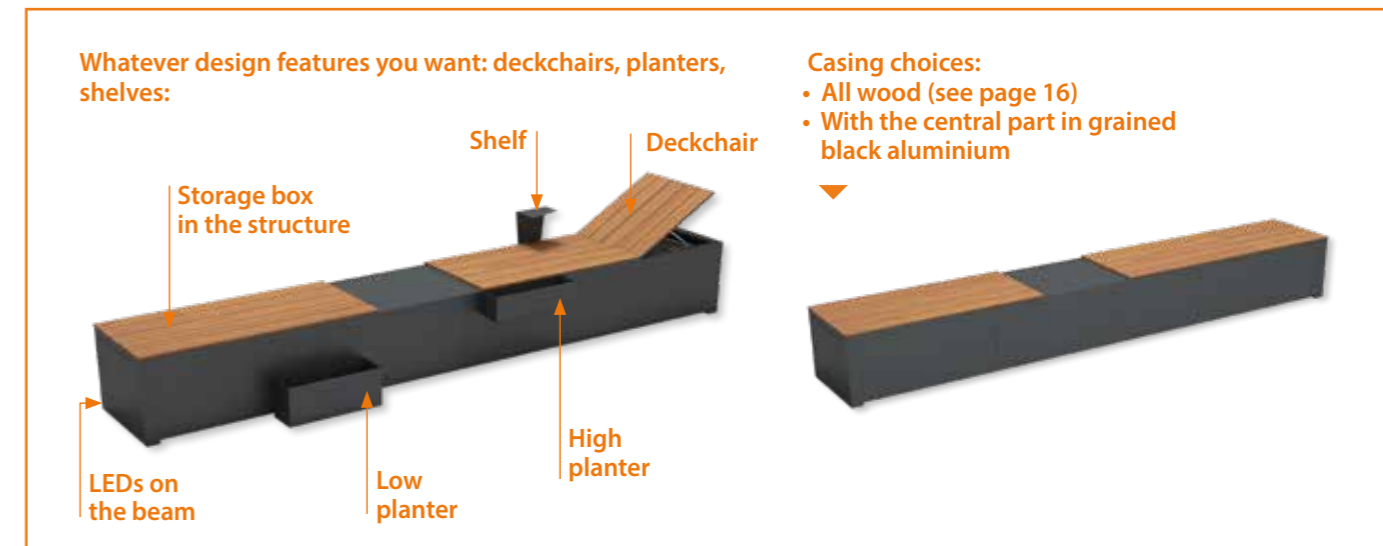 Whatever design features you want: deckchairs, planters,
shelves:
Shelf
Deckchair
Storage box
in the structure
High
planter
Low
planter
LEDs on
the beam
Casing choices:
• All wood (see page 16)
• With the central part in grained
black aluminium